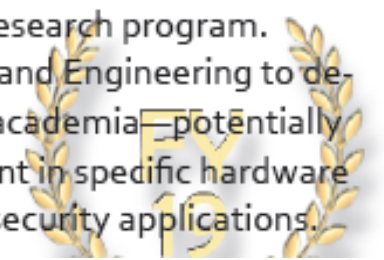 esearch program.
and Engineering to de-
academia—potentially
nt in specific hardware
security applications.
FY
19